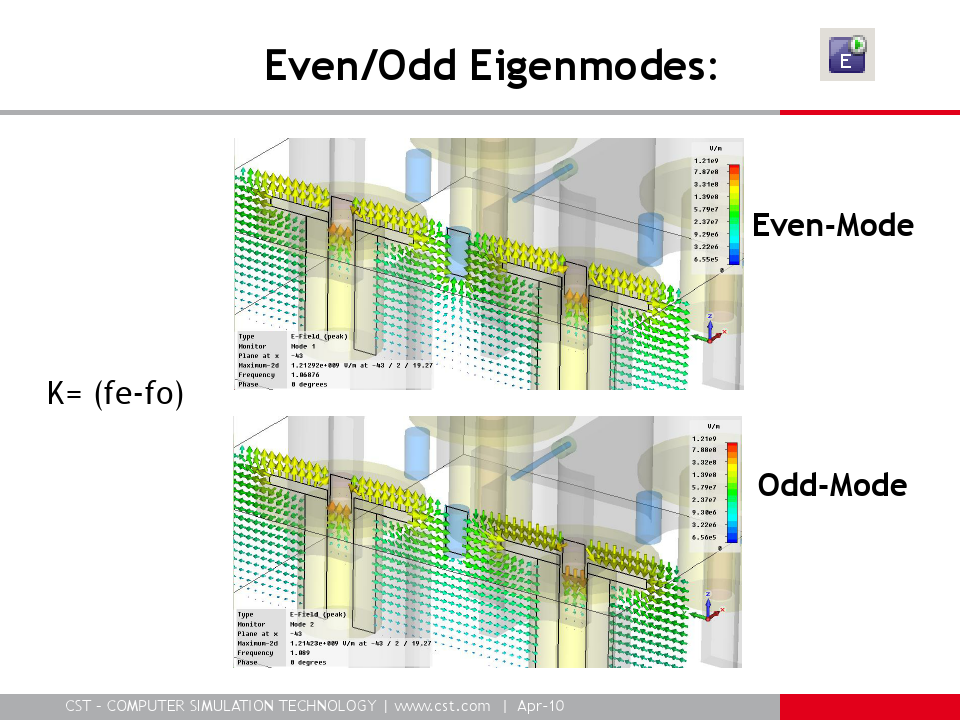 Even/Odd Eigenmodes:
E
V/m
1.21e9
7.87e8
3.31e8
1.39e8
5.79e7
2.37e7
9.29e6
3.22e6
6.55e5
0
Even-Mode
z
x
Type E-Field (peak)
Monitor Mode 1
Plane at x -43
Maximum-2d 1.21292e+009 V/m at -43 / 2 / 19.27
Frequency 1.06876
Phase 0 degrees
K= (fe-fo)
V/m
1.21e9
7.88e8
3.32e8
1.39e8
5.79e7
2.37e7
9.30e6
3.22e6
6.56e5
0
Odd-Mode
z
x
Type E-Field (peak)
Monitor Mode 2
Plane at x -43
Maximum-2d 1.21423e+009 V/m at -43 / 2 / 19.27
Frequency 1.089
Phase 0 degrees
CST – COMPUTER SIMULATION TECHNOLOGY | www.cst.com | Apr-10